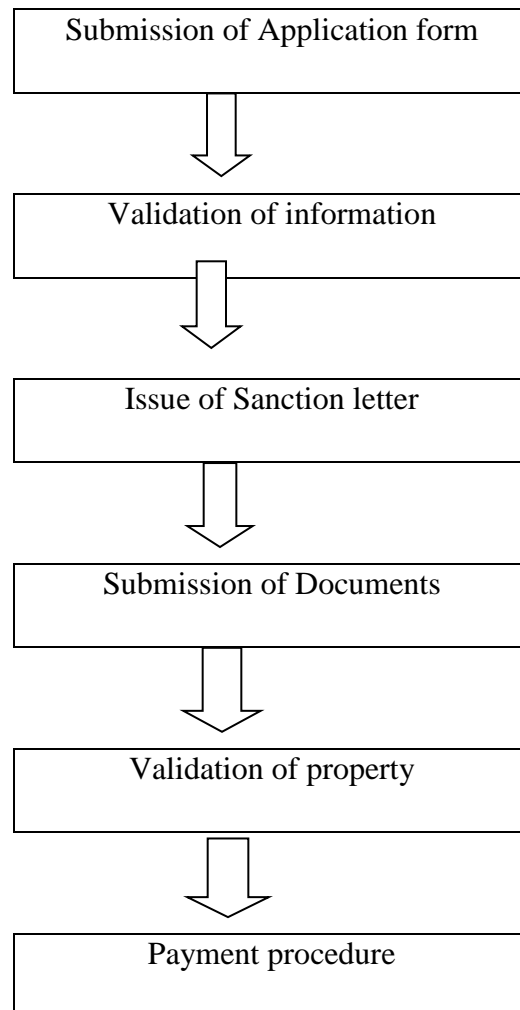 Submission of Application form
Validation of information
Issue of Sanction letter
Submission of Documents
Validation of property
Payment procedure